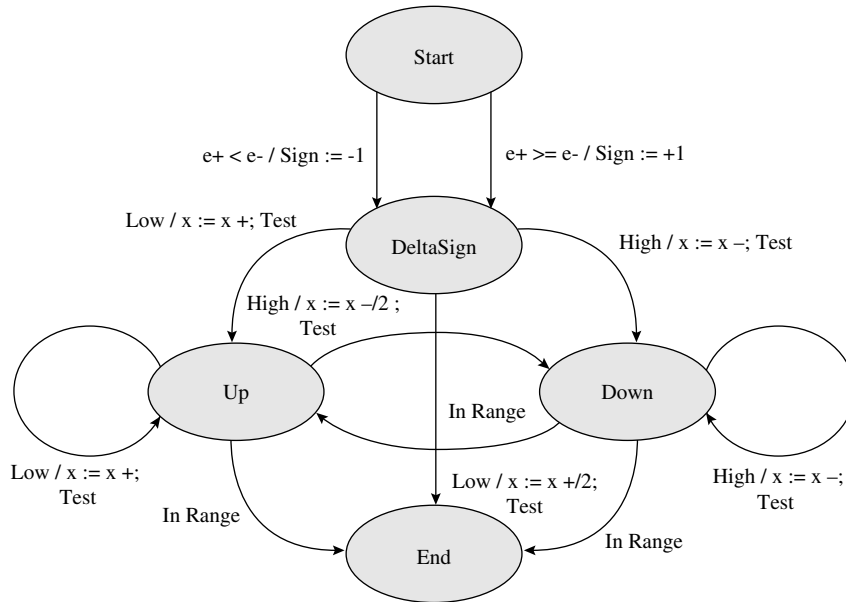 Start
e+ < e- / Sign := -1
e+ >= e- / Sign := +1
Low / x := x +; Test
DeltaSign
High / x := x –; Test
High / x := x –/2 ;
Test
Up
Down
In Range
Low / x := x +;
Test
Low / x := x +/2;
Test
High / x := x –;
Test
In Range
In Range
End